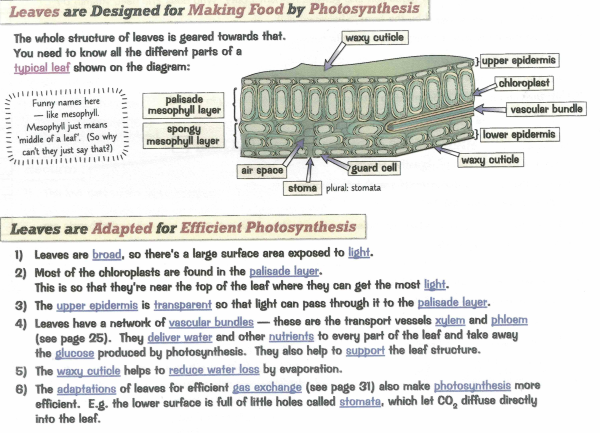 Leaves are Designed for Making Food by Photosynthesis
The whole structure of leaves is geared towards that.
You need to know all the different parts of a
typical leaf shown on the diagram:
Funny names here
— like mesophyll.
Mesophyll just means
'middle of a leaf'. (So why
can't they just say that?)
palisade
mesophyll layer
spongy
mesophyll layer
waxy cuticle
upper epidermis
chloroplast
vascular bundle
lower epidermis
waxy cuticle
air space
guard cell
stoma plural: stomata
Leaves are Adapted for Efficient Photosynthesis
1) Leaves are broad, so there's a large surface area exposed to light.
2) Most of the chloroplasts are found in the palisade layer.
This is so that they're near the top of the leaf where they can get the most light.
3) The upper epidermis is transparent so that light can pass through it to the palisade layer.
4) Leaves have a network of vascular bundles — these are the transport vessels xylem and phloem
(see page 25). They deliver water and other nutrients to every part of the leaf and take away
the glucose produced by photosynthesis. They also help to support the leaf structure.
5) The waxy cuticle helps to reduce water loss by evaporation.
6) The adaptations of leaves for efficient gas exchange (see page 31) also make photosynthesis more
efficient. E.g. the lower surface is full of little holes called stomata, which let CO₂ diffuse directly
into the leaf.